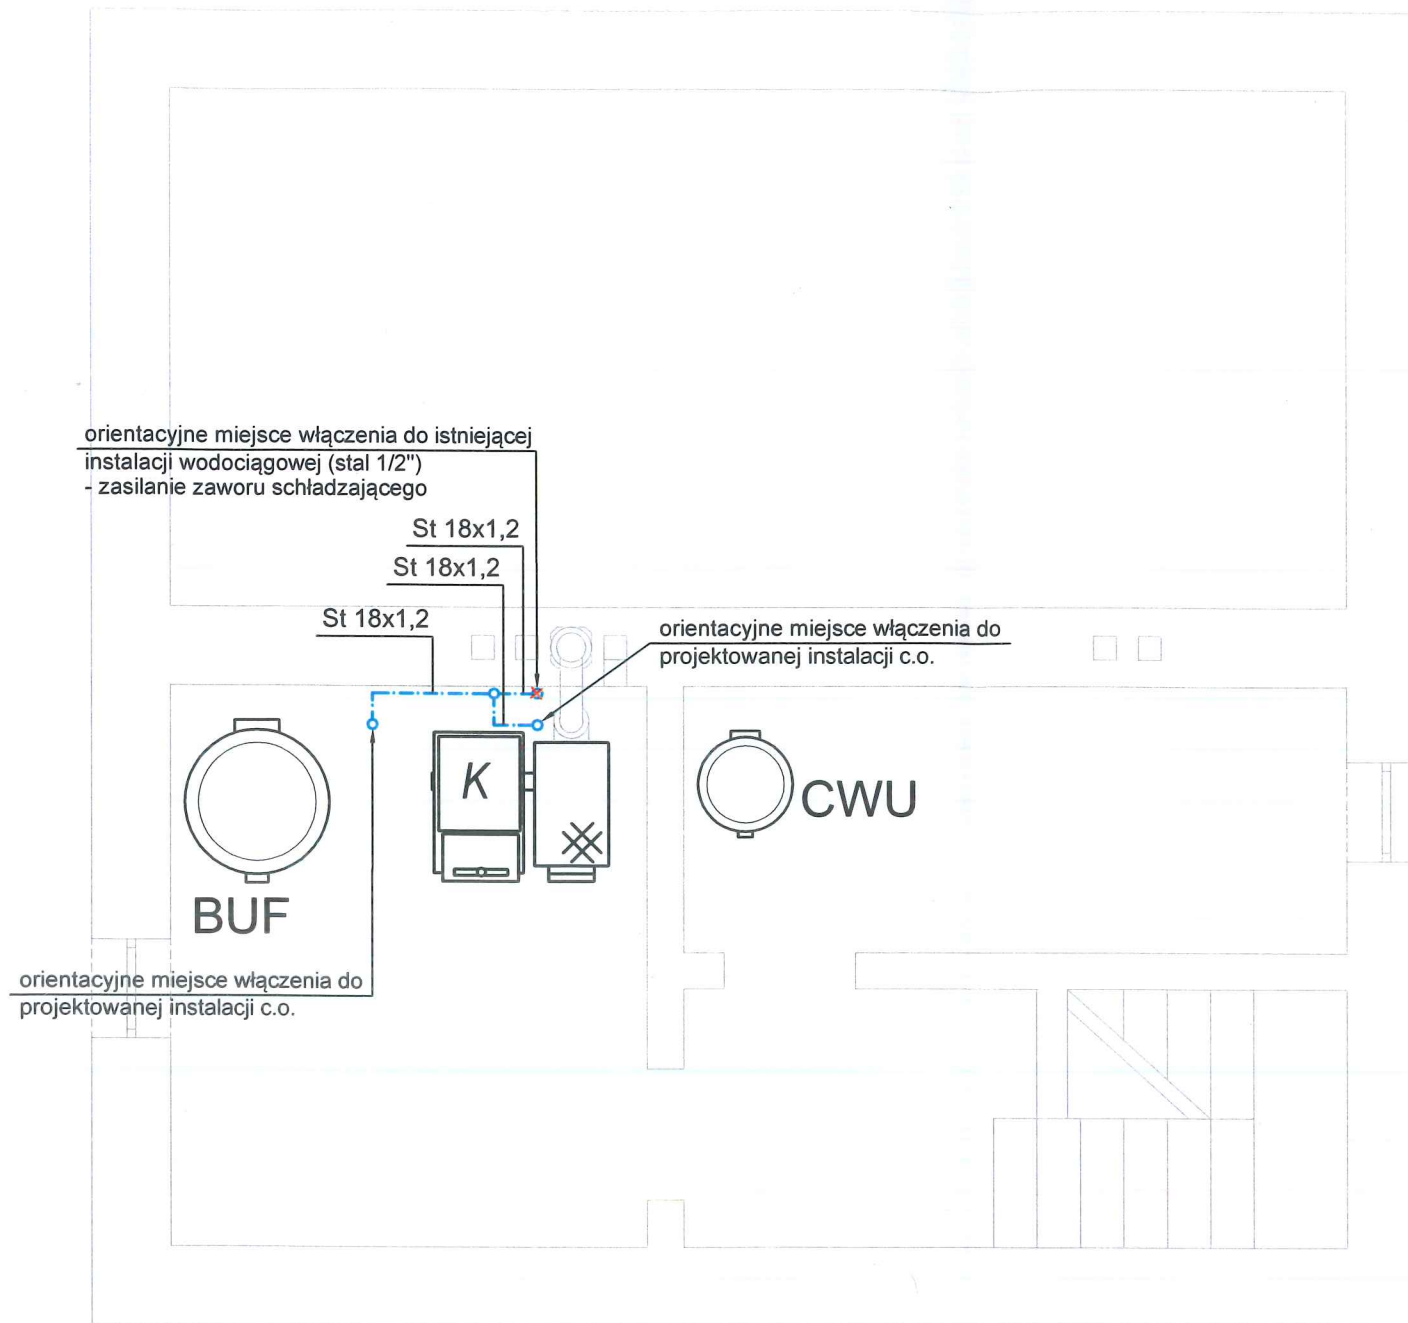 orientacyjne miejsce włączenia do istniejącej
instalacji wodociągowej (stal 1/2")
- zasilanie zaworu schładzającego
St 18x1,2
St 18x1,2
St 18x1,2
orientacyjne miejsce włączenia do
projektowanej instalacji c.o.
K
CWU
BUF
orientacyjne miejsce włączenia do
projektowanej instalacji c.o.